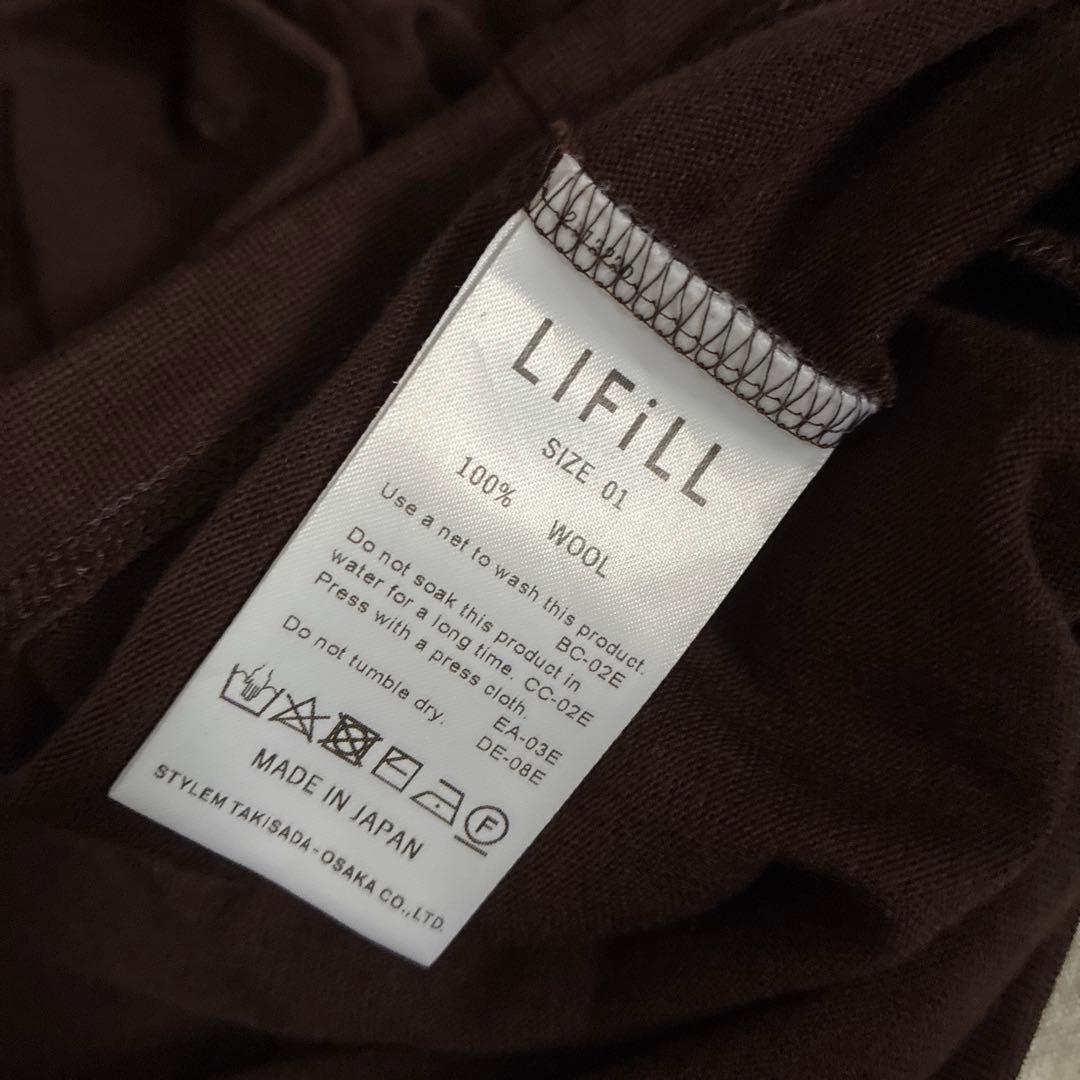 LIFiLL
SIZE 01
100% WOOL
Use a net to wash this product.
BC-02E
Do not soak this product in
water for a long time. CC-02E
Press with a press cloth.
EA-03E
Do not tumble dry. DE-08E
F
MADE IN JAPAN
STYLEM TAKISADA-OSAKA CO.,LTD.